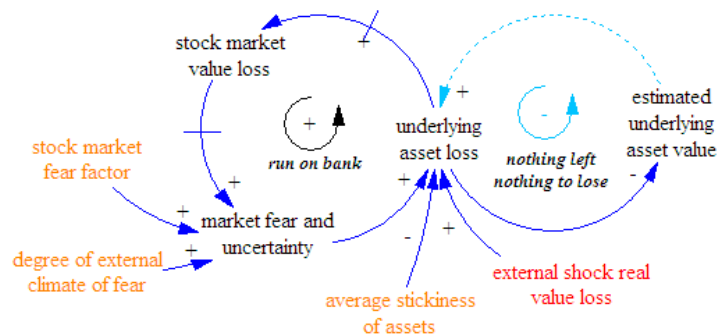 +
stock market
value loss
+
-
+
estimated
underlying
asset value
underlying
asset loss
run on bank
nothing left
nothing to lose
stock market
fear factor
+
+
-
+
market fear and
uncertainty
-
+
+
degree of external
climate of fear
external shock real
value loss
average stickiness
of assets